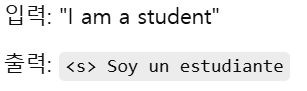 입력: "I am a student"
출력: <s> Soy un estudiante